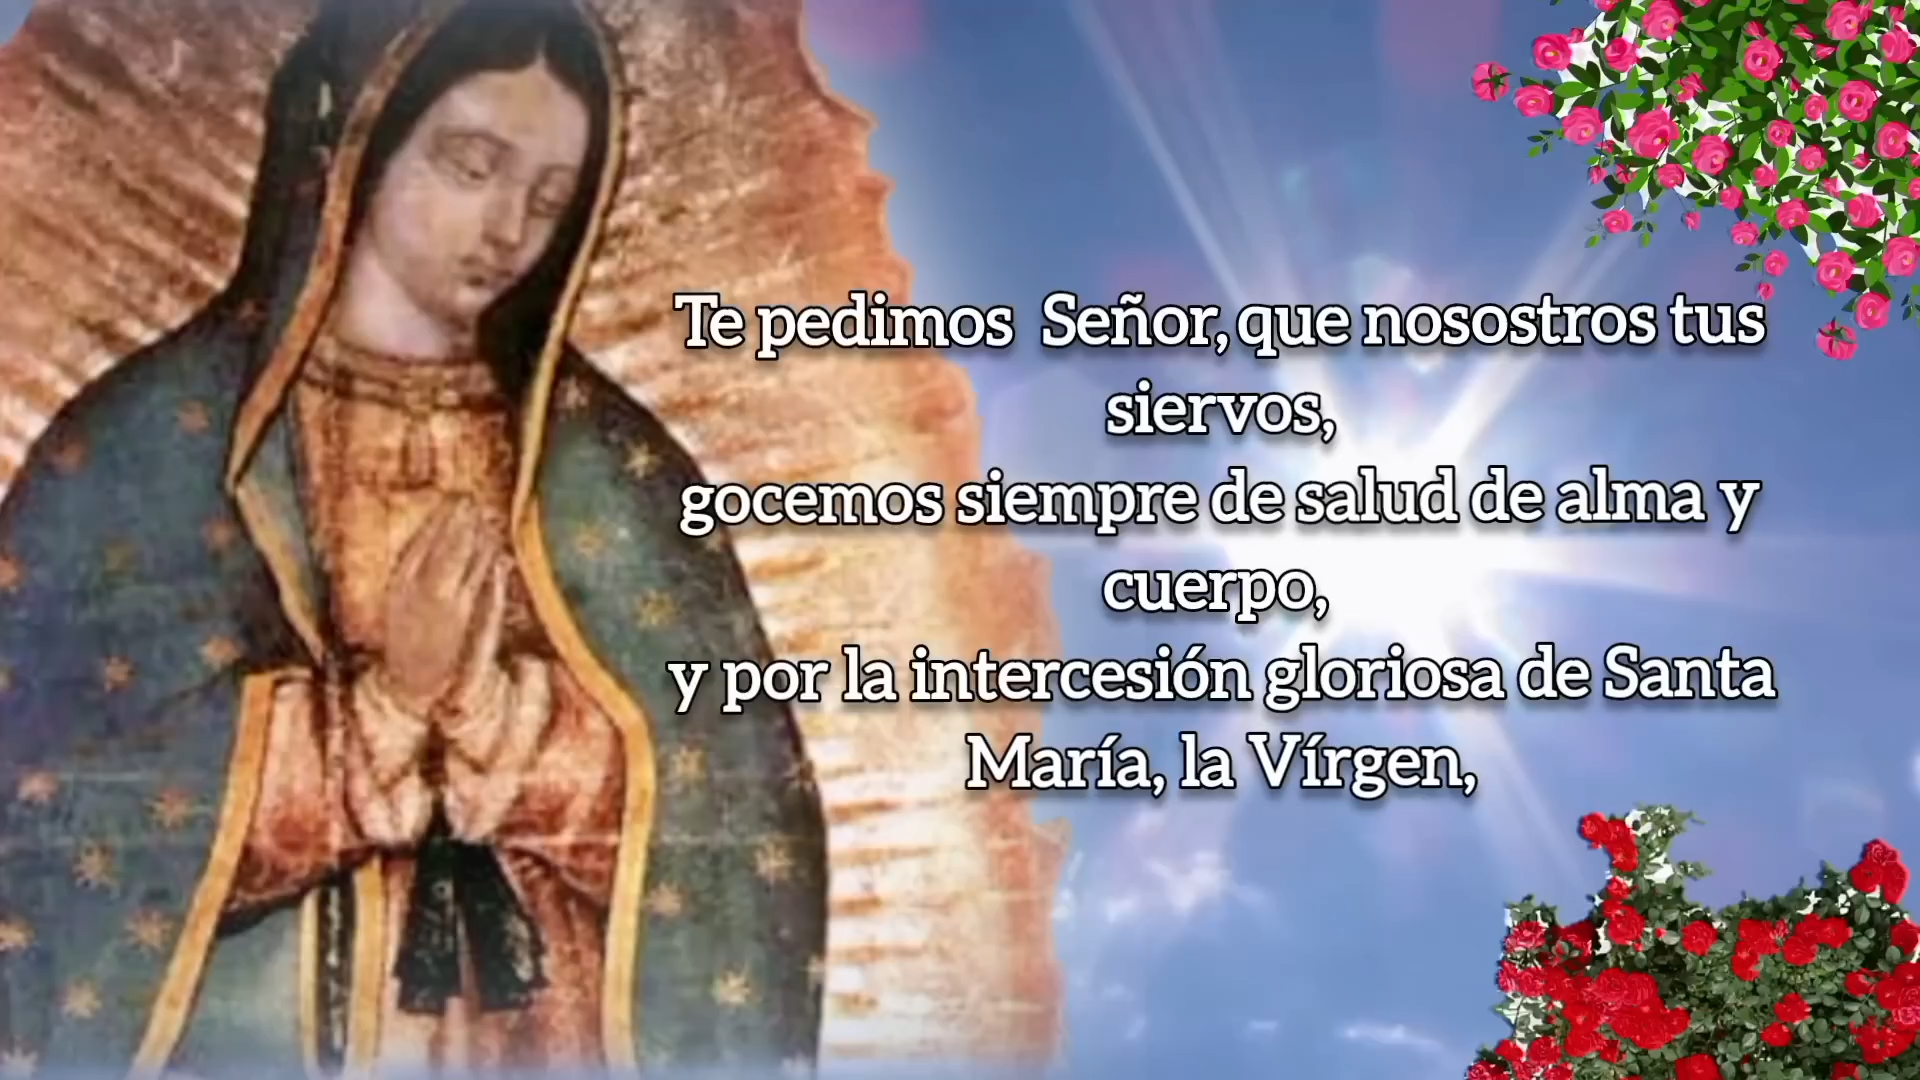 Te pedimos Señor, que nosostros tus
siervos,
gocemos siempre de salud de alma y
cuerpo,
y por la intercesión gloriosa de Santa
María, la Vírgen,